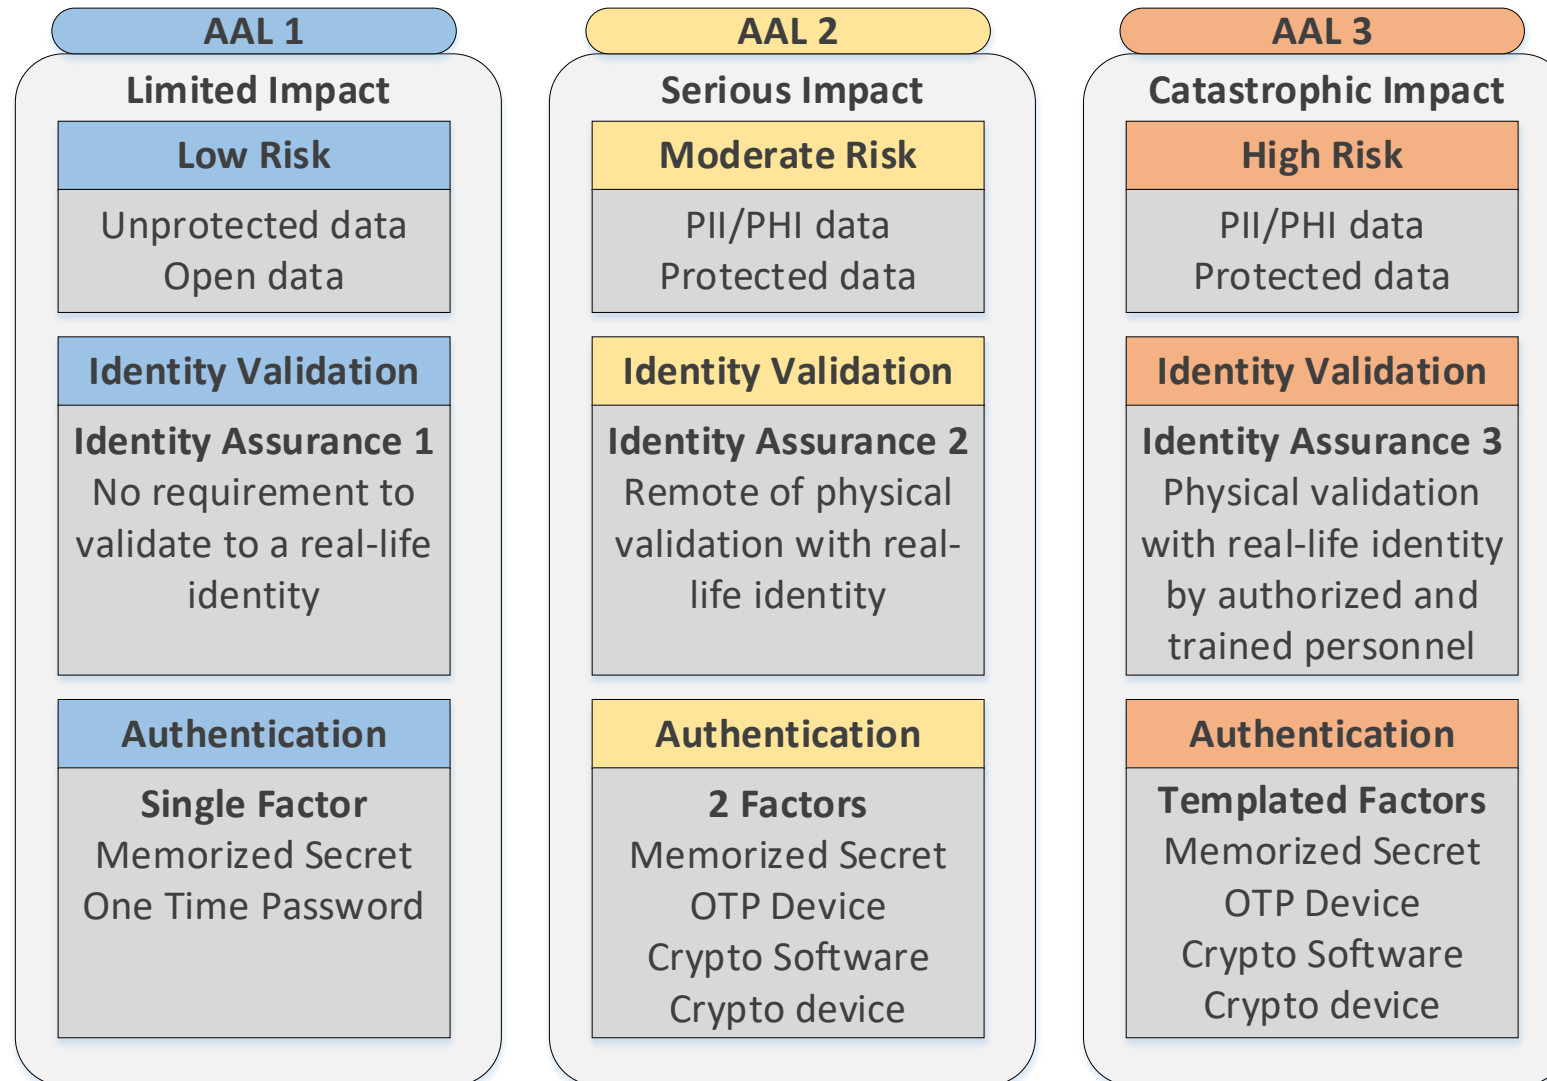 AAL 1
Limited Impact
Low Risk
Unprotected data
Open data
Identity Validation
Identity Assurance 1
No requirement to
validate to a real-life
identity
Authentication
Single Factor
Memorized Secret
One Time Password
AAL 2
Serious Impact
Moderate Risk
PII/PHI data
Protected data
Identity Validation
Identity Assurance 2
Remote of physical
validation with real-
life identity
Authentication
2 Factors
Memorized Secret
OTP Device
Crypto Software
Crypto device
AAL 3
Catastrophic Impact
High Risk
PII/PHI data
Protected data
Identity Validation
Identity Assurance 3
Physical validation
with real-life identity
by authorized and
trained personnel
Authentication
Templated Factors
Memorized Secret
OTP Device
Crypto Software
Crypto device